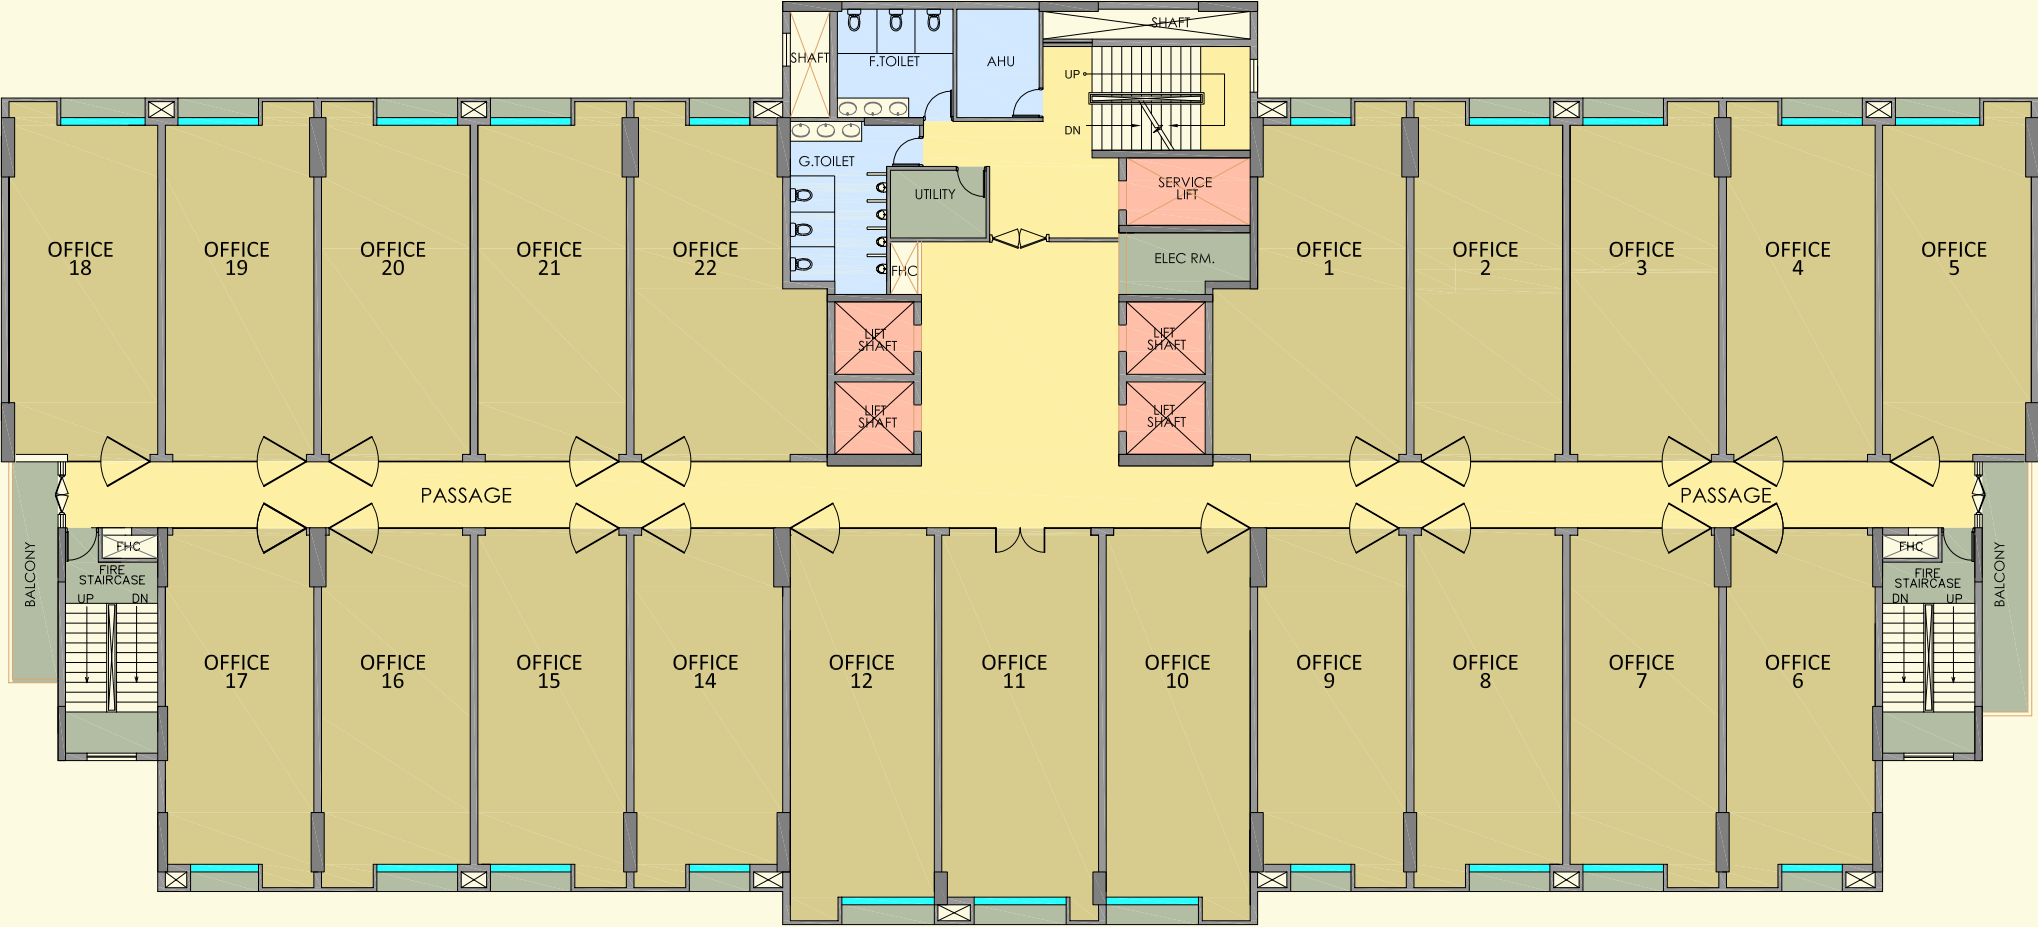 SHAFT
SHAFT
F.TOILET
AHU
UP
DN
G.TOILET
SERVICE
LIFT
UTILITY
OFFICE
18
OFFICE
19
OFFICE
20
OFFICE
21
OFFICE
22
ELEC RM.
FHC
OFFICE
1
OFFICE
2
OFFICE
3
OFFICE
4
OFFICE
5
LIFT
SHAFT
LIFT
SHAFT
LIFT
SHAFT
LIFT
SHAFT
PASSAGE
PASSAGE
FHC
FIRE
STAIRCASE
UP
DN
BALCONY
FHC
FIRE
STAIRCASE
DN
UP
BALCONY
OFFICE
17
OFFICE
16
OFFICE
15
OFFICE
14
OFFICE
12
OFFICE
11
OFFICE
10
OFFICE
9
OFFICE
8
OFFICE
7
OFFICE
6